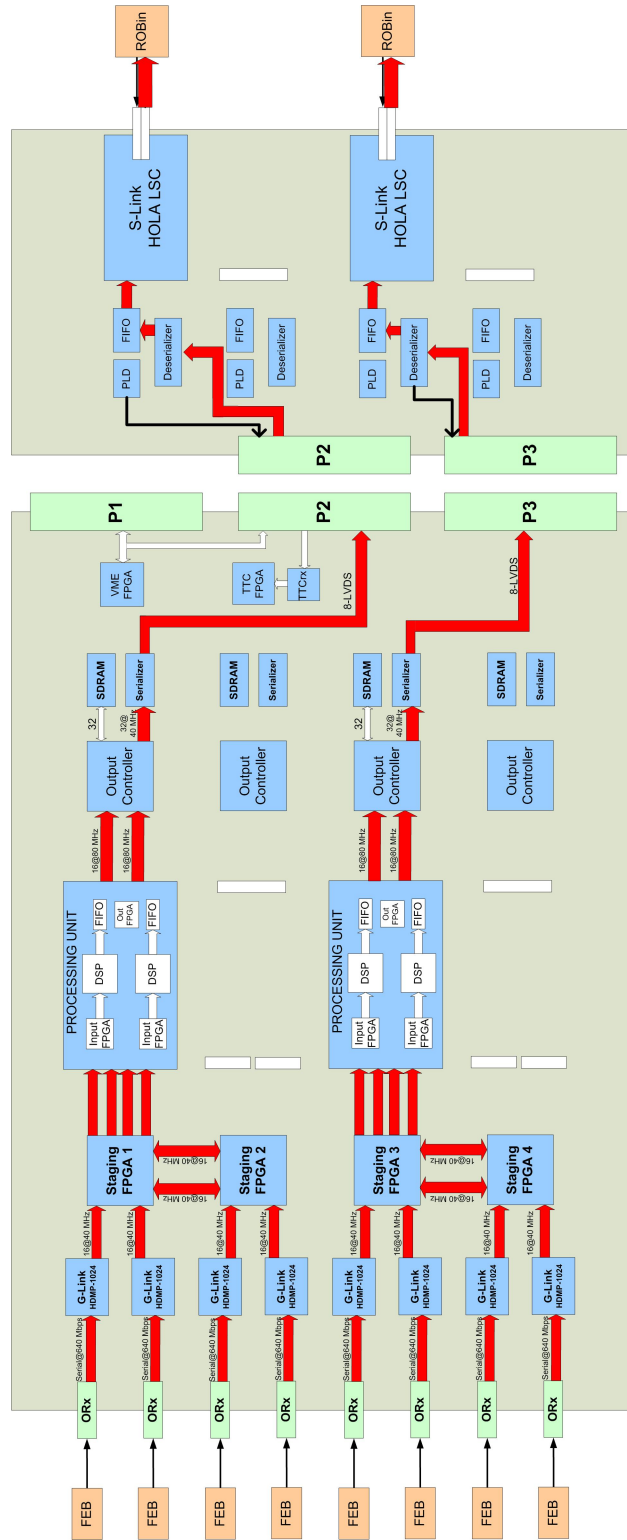 FEB
FEB
FEB
FEB
FEB
FEB
FEB
FEB
ORx
ORx
ORx
ORx
ORx
ORx
ORx
ORx
Serial@640 Mbps
Serial@640 Mbps
Serial@640 Mbps
Serial@640 Mbps
Serial@640 Mbps
Serial@640 Mbps
Serial@640 Mbps
Serial@640 Mbps
G-Link
HDMP-1024
G-Link
HDMP-1024
G-Link
HDMP-1024
G-Link
HDMP-1024
G-Link
HDMP-1024
G-Link
HDMP-1024
G-Link
HDMP-1024
G-Link
HDMP-1024
16@40 MHz
16@40 MHz
16@40 MHz
16@40 MHz
16@40 MHz
16@40 MHz
16@40 MHz
16@40 MHz
Staging
FPGA 1
16@40 MHz
16@40 MHz
Staging
FPGA 2
Staging
FPGA 3
16@40 MHz
16@40 MHz
Staging
FPGA 4
PROCESSING UNIT
Input
FPGA
DSP
FIFO
Out
FPGA
Input
FPGA
DSP
FIFO
PROCESSING UNIT
Input
FPGA
DSP
FIFO
Out
FPGA
Input
FPGA
DSP
FIFO
16@80 MHz
16@80 MHz
16@80 MHz
16@80 MHz
Output
Controller
Output
Controller
Output
Controller
Output
Controller
32
32@
40 MHz
32
32@
40 MHz
SDRAM
Serializer
SDRAM
Serializer
SDRAM
Serializer
SDRAM
Serializer
VME
FPGA
TTC
FPGA
TTCrx
8-LVDS
8-LVDS
P1
P2
P3
P2
P3
PLD
FIFO
Deserializer
PLD
FIFO
Deserializer
PLD
FIFO
Deserializer
PLD
FIFO
Deserializer
S-Link
HOLA LSC
S-Link
HOLA LSC
ROBin
ROBin